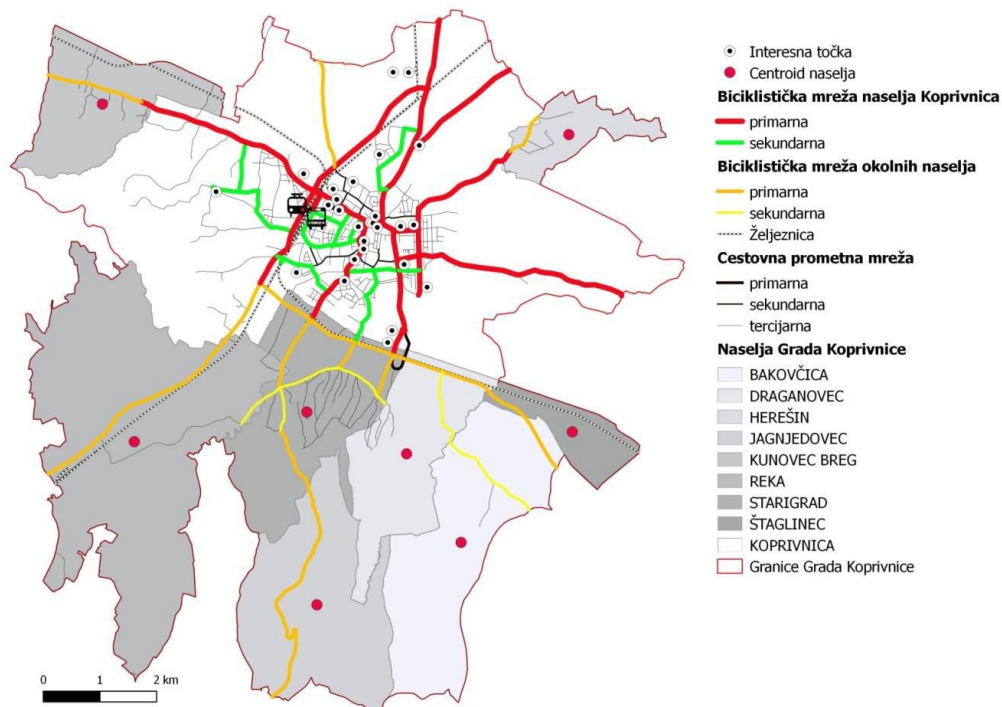 Interesna točka
Centroid naselja
Biciklistička mreža naselja Koprivnica
primarna
sekundarna
Biciklistička mreža okolnih naselja
primarna
sekundarna
Željeznica
Cestovna prometna mreža
primarna
sekundarna
tercijarna
Naselja Grada Koprivnice
BAKOVČICA
DRAGANOVEC
HEREŠIN
JAGNJEDOVEC
KUNOVEC BREG
REKA
STARIGRAD
ŠTAGLINEC
KOPRIVNICA
Granice Grada Koprivnice
0 1 2 km